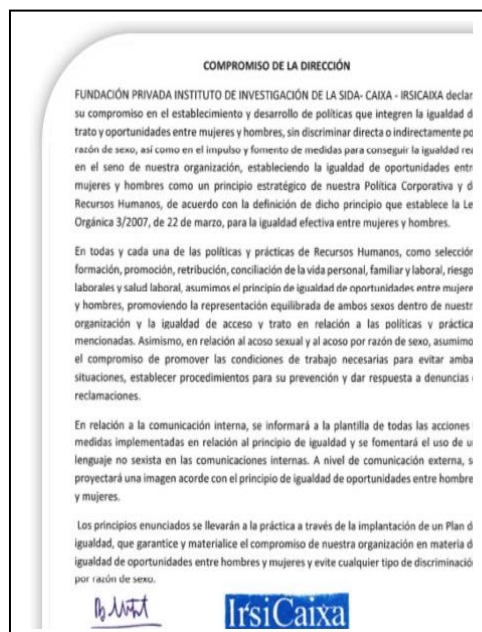 COMPROMISO DE LA DIRECCIÓN
FUNDACIÓN PRIVADA INSTITUTO DE INVESTIGACIÓN DE LA SIDA- CAIXA - IRSICAIXA declar
su compromiso en el establecimiento y desarrollo de políticas que integren la igualdad d
trato y oportunidades entre mujeres y hombres, sin discriminar directa o indirectamente po
razón de sexo, así como en el impulso y fomento de medidas para conseguir la igualdad rea
en el seno de nuestra organización, estableciendo la igualdad de oportunidades entr
mujeres y hombres como un principio estratégico de nuestra Política Corporativa y d
Recursos Humanos, de acuerdo con la definición de dicho principio que establece la Le
Orgánica 3/2007, de 22 de marzo, para la igualdad efectiva entre mujeres y hombres.
En todas y cada una de las políticas y prácticas de Recursos Humanos, como selección
formación, promoción, retribución, conciliación de la vida personal, familiar y laboral, riesgo
laborales y salud laboral, asumimos el principio de igualdad de oportunidades entre mujere
y hombres, promoviendo la representación equilibrada de ambos sexos dentro de nuestr
organización y la igualdad de acceso y trato en relación a las políticas y práctica
mencionadas. Asimismo, en relación al acoso sexual y al acoso por razón de sexo, asumimo
el compromiso de promover las condiciones de trabajo necesarias para evitar amba
situaciones, establecer procedimientos para su prevención y dar respuesta a denuncias
reclamaciones.
En relación a la comunicación interna, se informará a la plantilla de todas las acciones
medidas implementadas en relación al principio de igualdad y se fomentará el uso de u
lenguaje no sexista en las comunicaciones internas. A nivel de comunicación externa, s
proyectará una imagen acorde con el principio de igualdad de oportunidades entre hombre
y mujeres.
Los principios enunciados se llevarán a la práctica a través de la implantación de un Plan d
igualdad, que garantice y materialice el compromiso de nuestra organización en materia d
igualdad de oportunidades entre hombres y mujeres y evite cualquier tipo de discriminació
por razón de sexo.
IrsiCaixa